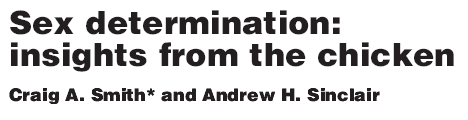 Sex determination:
insights from the chicken
Craig A. Smith* and Andrew H. Sinclair